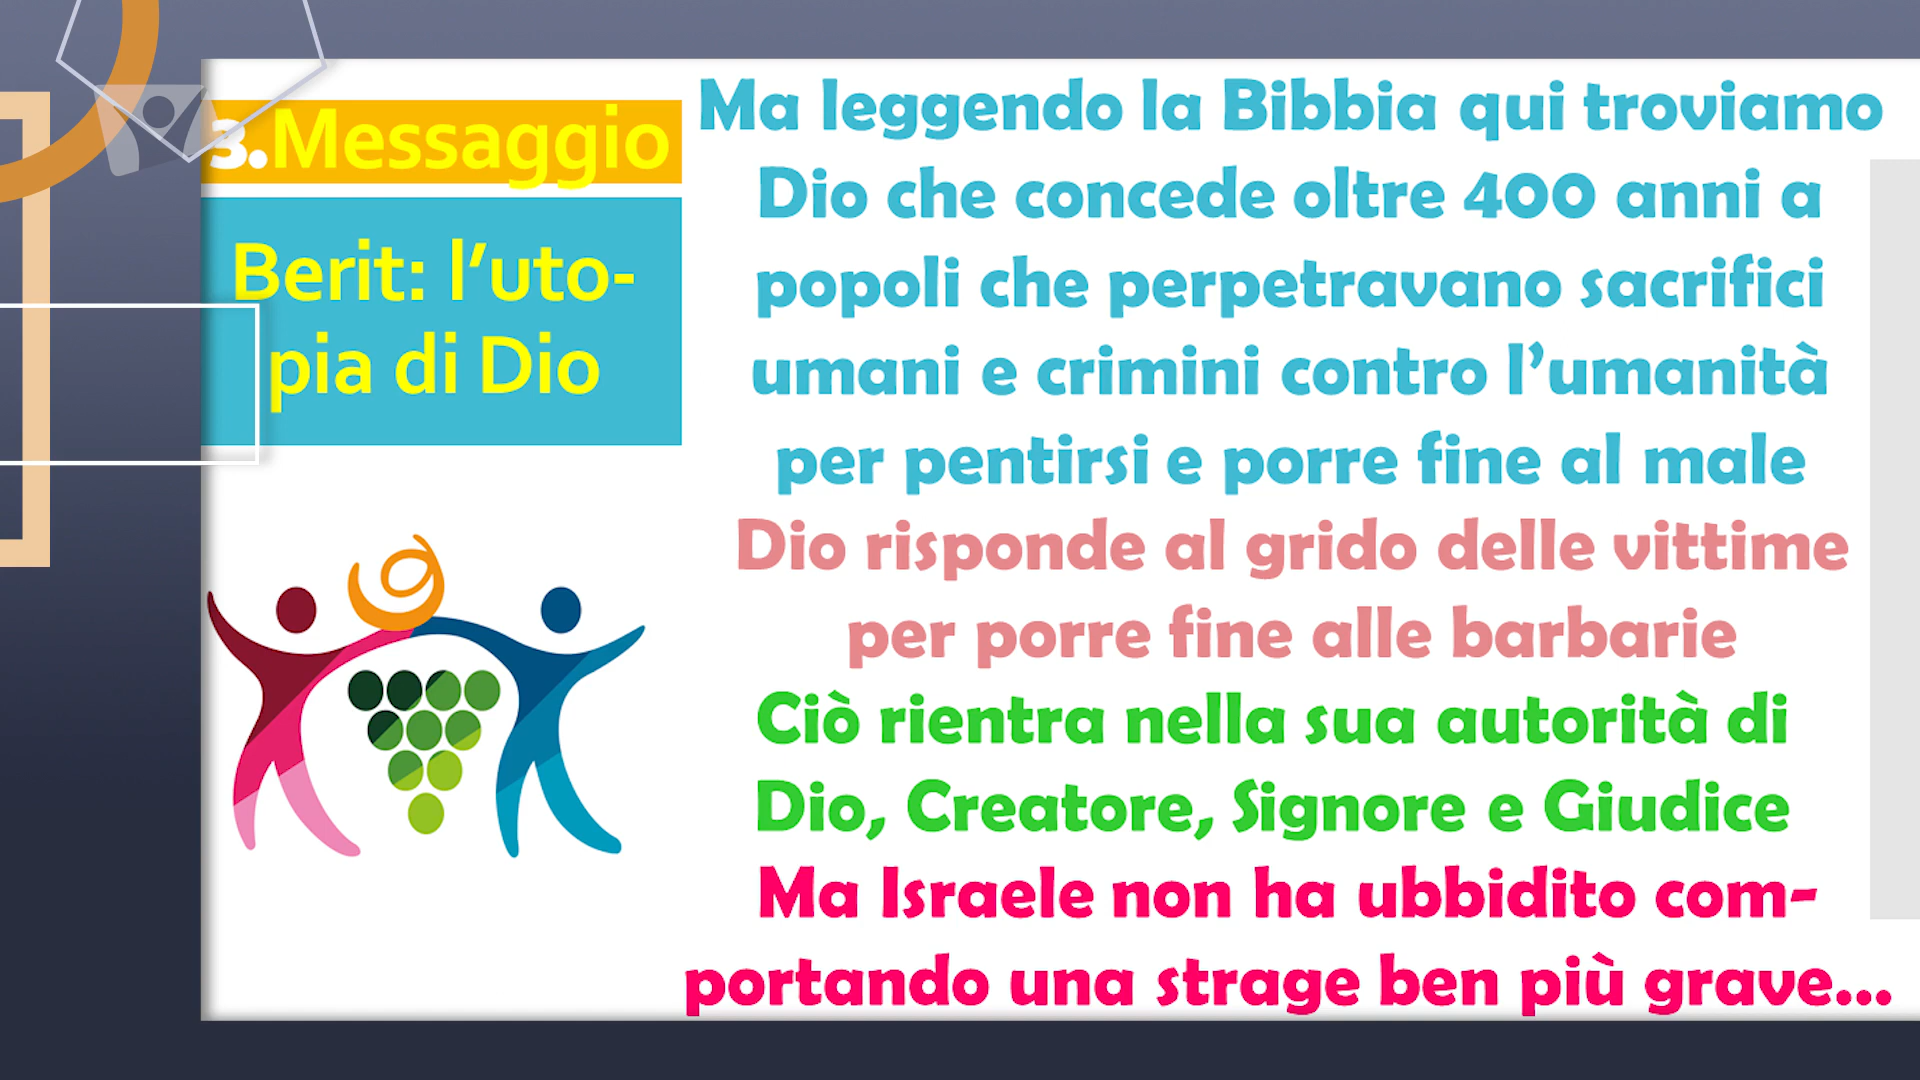 3.Messaggio
Berit: l’uto-
pia di Dio
Ma leggendo la Bibbia qui troviamo
Dio che concede oltre 400 anni a
popoli che perpetravano sacrifici
umani e crimini contro l’umanità
per pentirsi e porre fine al male
Dio risponde al grido delle vittime
per porre fine alle barbarie
Ciò rientra nella sua autorità di
Dio, Creatore, Signore e Giudice
Ma Israele non ha ubbidito com-
portando una strage ben più grave...